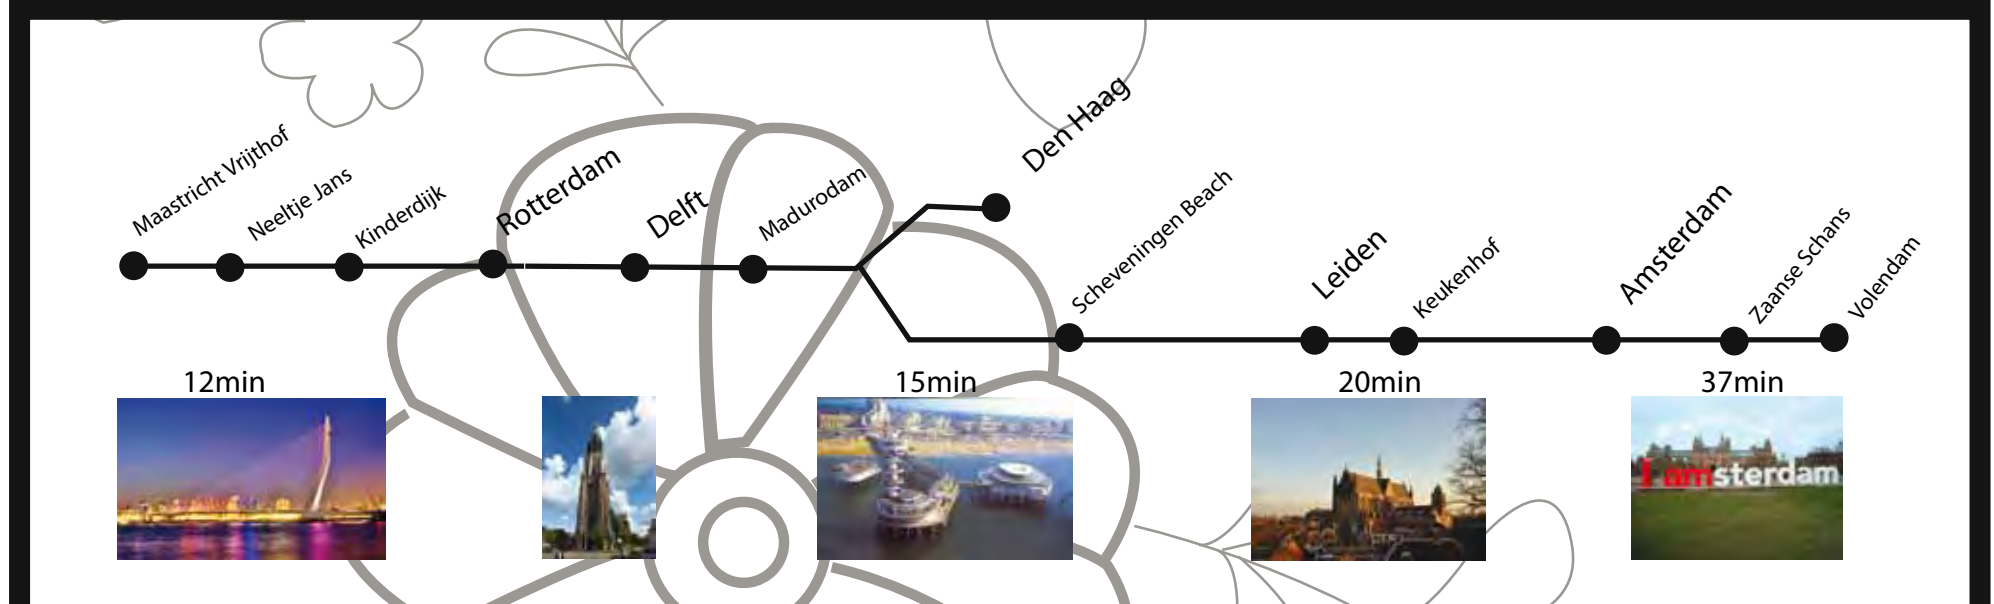 Maastricht Vrijthof
Neeltje Jans
Kinderdijk
Rotterdam
Delft
Madurodam
Den Haag
Scheveningen Beach
Leiden
Keukenhof
Amsterdam
Zaanse Schans
Volendam
12min
15min
20min
37min
I amsterdam